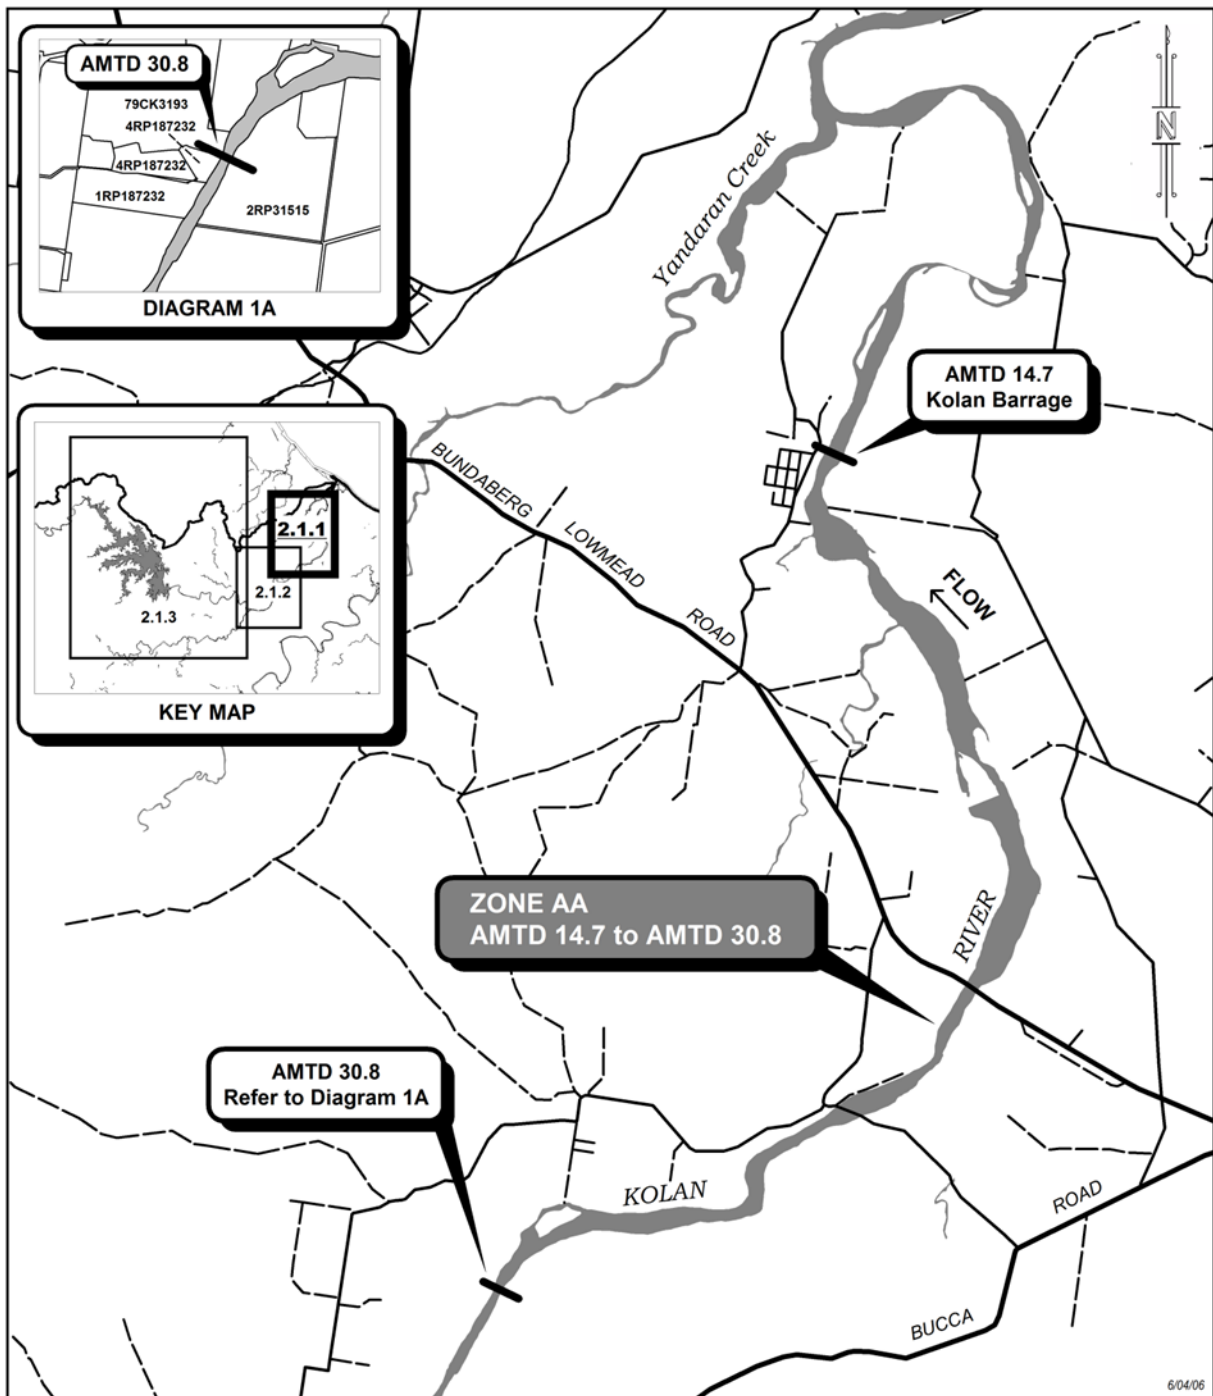 AMTD 30.8
79CK3193
4RP187232
4RP187232
1RP187232
2RP31515
DIAGRAM 1A
Yandaran Creek
N
AMTD 14.7
Kolan Barrage
2.1.1
2.1.2
2.1.3
KEY MAP
BUNDABERG
LOWMEAD
ROAD
FLOW
ZONE AA
AMTD 14.7 to AMTD 30.8
RIVER
AMTD 30.8
Refer to Diagram 1A
KOLAN
ROAD
BUCCA
6/04/06